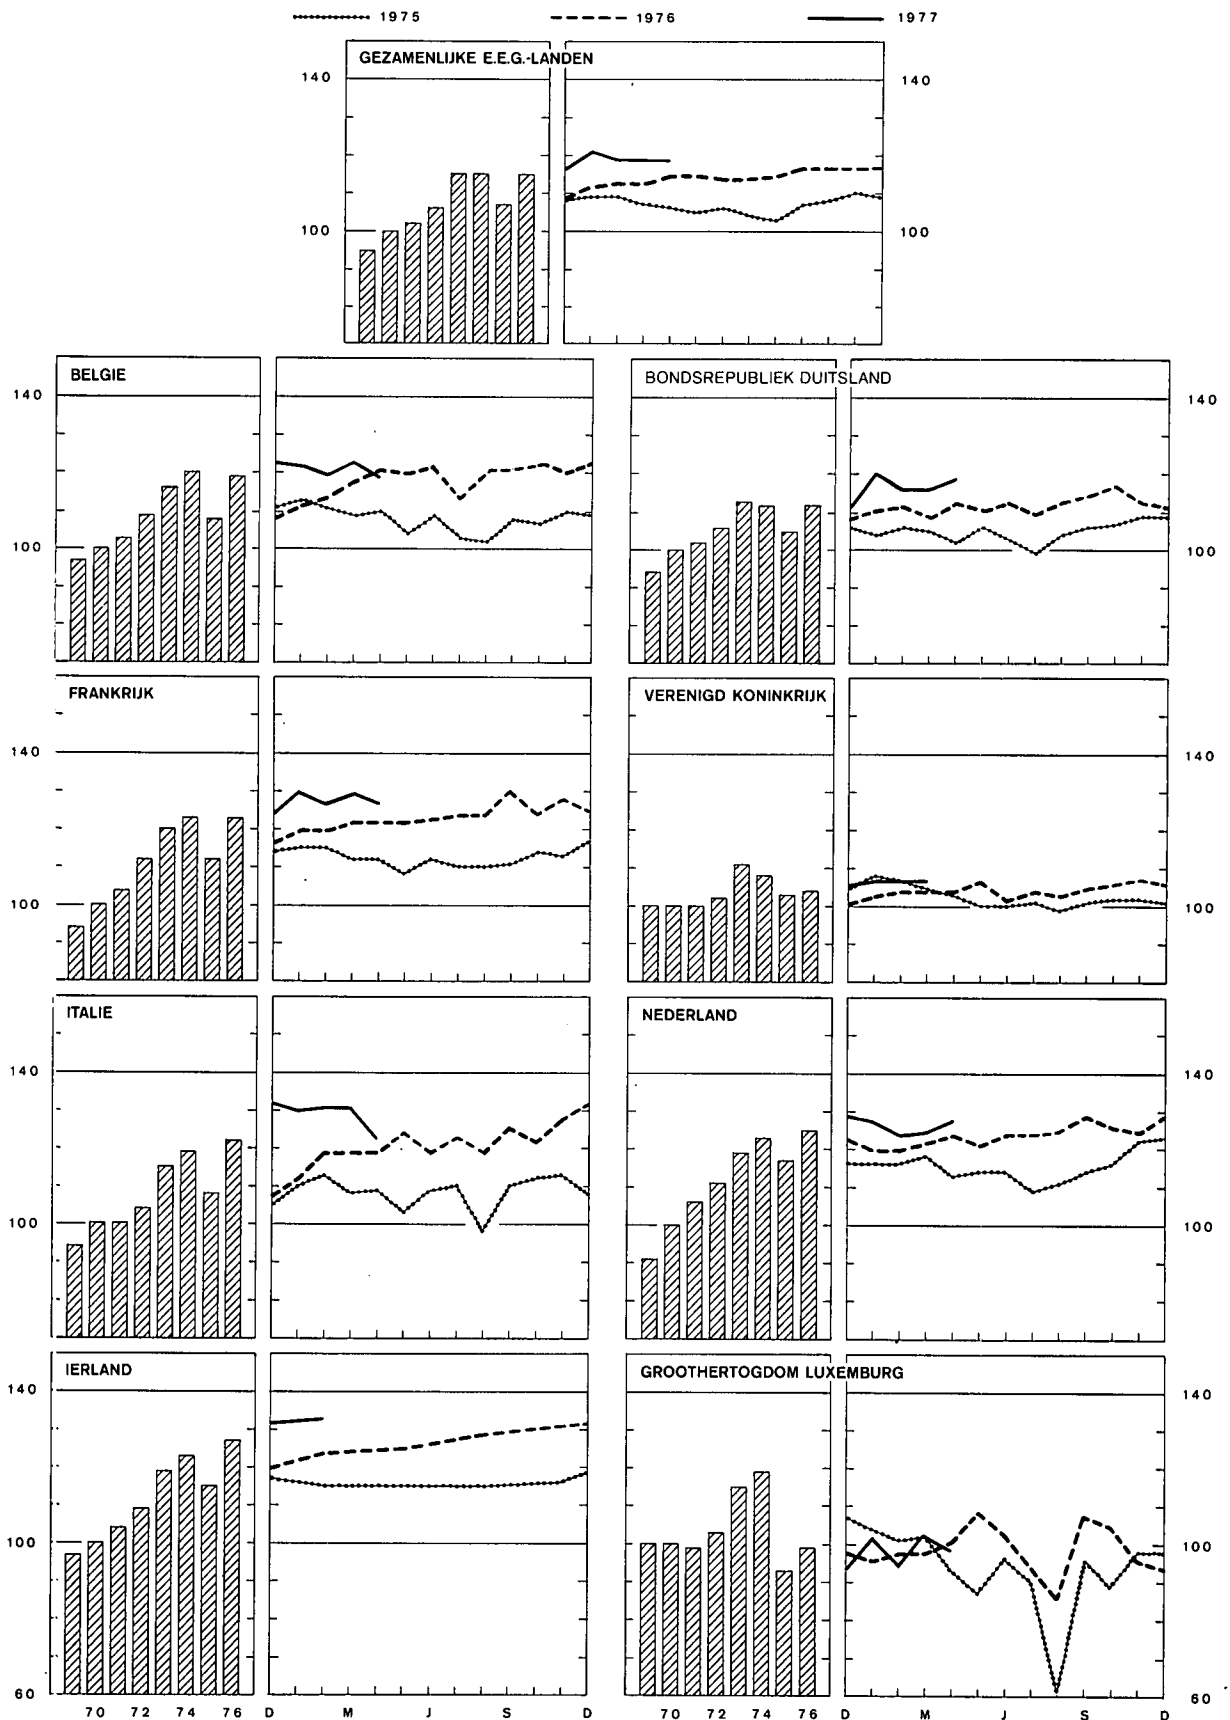 1975 1976 1977
GEZAMENLIJKE E.E.G.-LANDEN
140 140
100 100
BELGIE BONDSREPUBLIEK DUITSLAND
140 140
100 100
FRANKRIJK VERENIGD KONINKRIJK
140 140
100 100
ITALIE NEDERLAND
140 140
100 100
IERLAND GROOTHERTOGDOM LUXEMBURG
140 140
100 100
60 60
70 72 74 76 D M J S D 70 72 74 76 D M J S D